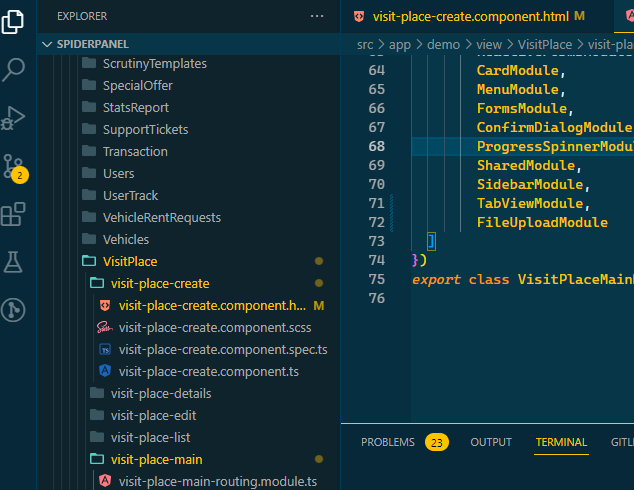 EXPLORER
SPIDERPANEL
ScrutinyTemplates
SpecialOffer
StatsReport
SupportTickets
Transaction
Users
UserTrack
VehicleRentRequests
Vehicles
VisitPlace
visit-place-create
visit-place-create.component.h... M
visit-place-create.component.scss
visit-place-create.component.spec.ts
visit-place-create.component.ts
visit-place-details
visit-place-edit
visit-place-list
visit-place-main
visit-place-main-routing.module.ts
2
visit-place-create.component.html M
src > app > demo > view > VisitPlace > visit-plac
64 CardModule,
65 MenuModule,
66 FormsModule,
67 ConfirmDialogModule
68 ProgressSpinnerModu
69 SharedModule,
70 SidebarModule,
71 TabViewModule,
72 FileUploadModule
73 ]
74 })
75 export class VisitPlaceMain
76
PROBLEMS 23 OUTPUT TERMINAL GITL